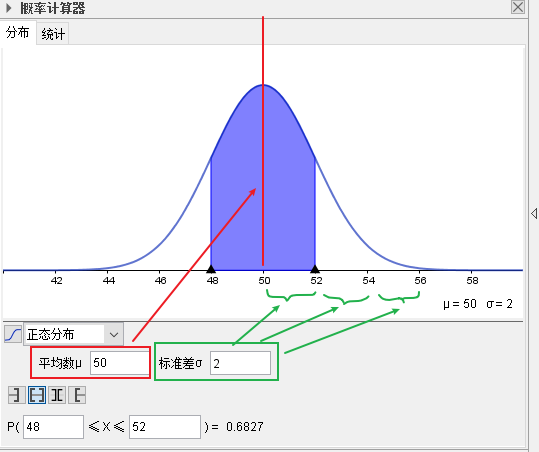 概率计算器
分布 统计
42 44 46 48 50 52 54 56 58
μ = 50 σ = 2
正态分布
平均数μ 50 标准差σ 2
P( 48 ≤ X ≤ 52 ) = 0.6827